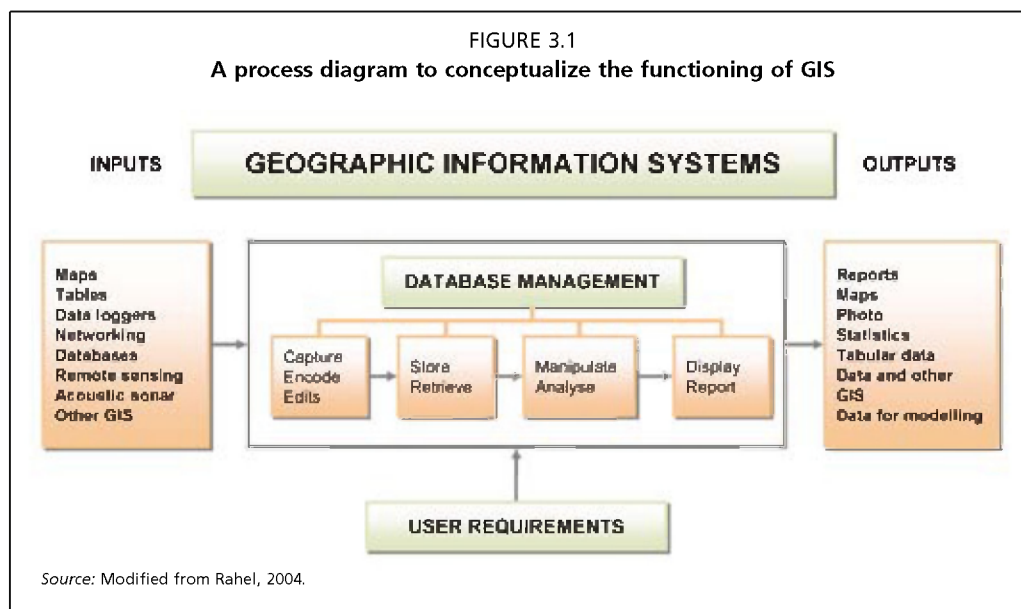 FIGURE 3.1
A process diagram to conceptualize the functioning of GIS
INPUTS
GEOGRAPHIC INFORMATION SYSTEMS
OUTPUTS
Maps
Tables
Data loggers
Networking
Databases
Remote sensing
Acoustic sonar
Other GIS
DATABASE MANAGEMENT
Capture
Encode
Edits
Store
Retrieve
Manipulate
Analyse
Display
Report
Reports
Maps
Photo
Statistics
Tabular data
Data and other
GIS
Data for modelling
USER REQUIREMENTS
Source: Modified from Rahel, 2004.